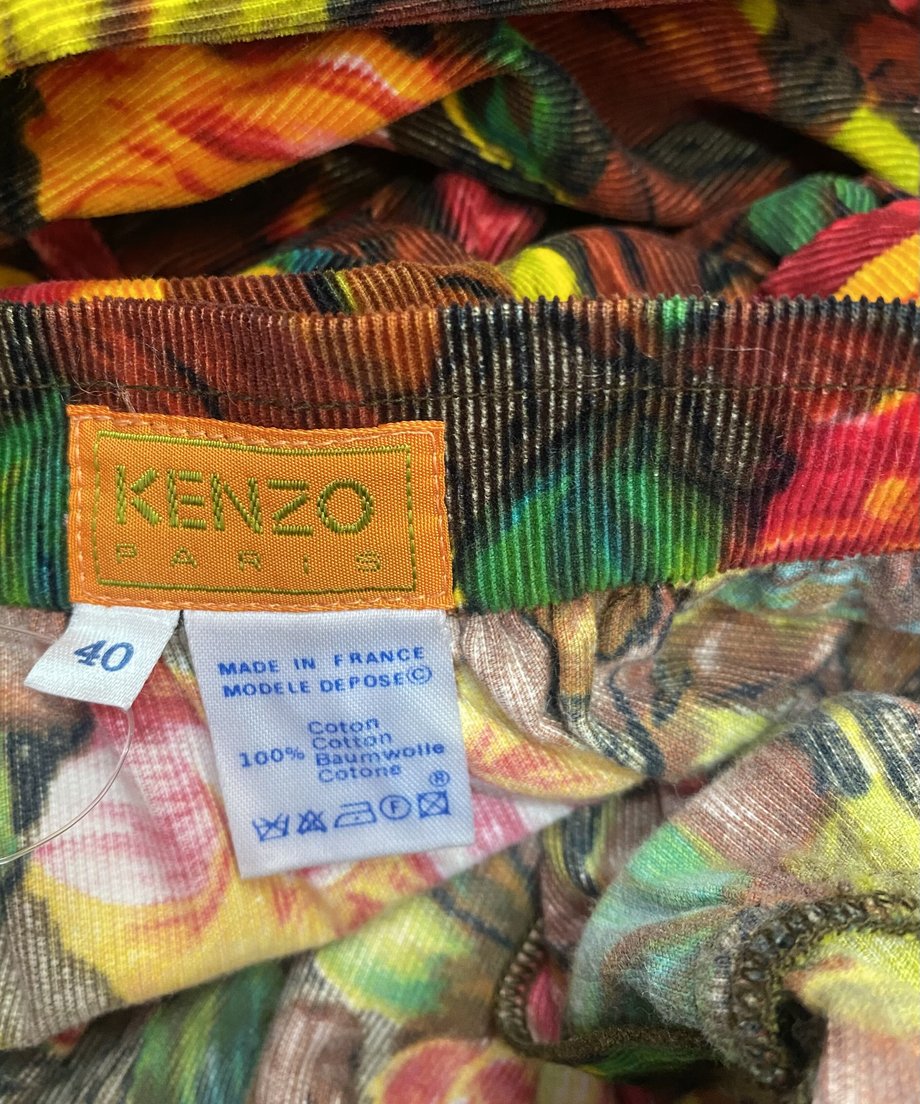 KENZO
PARIS
40
MADE IN FRANCE
MODELE DEPOSE©
Coton
100% Cotton
Baumwolle
Cotone
®
F